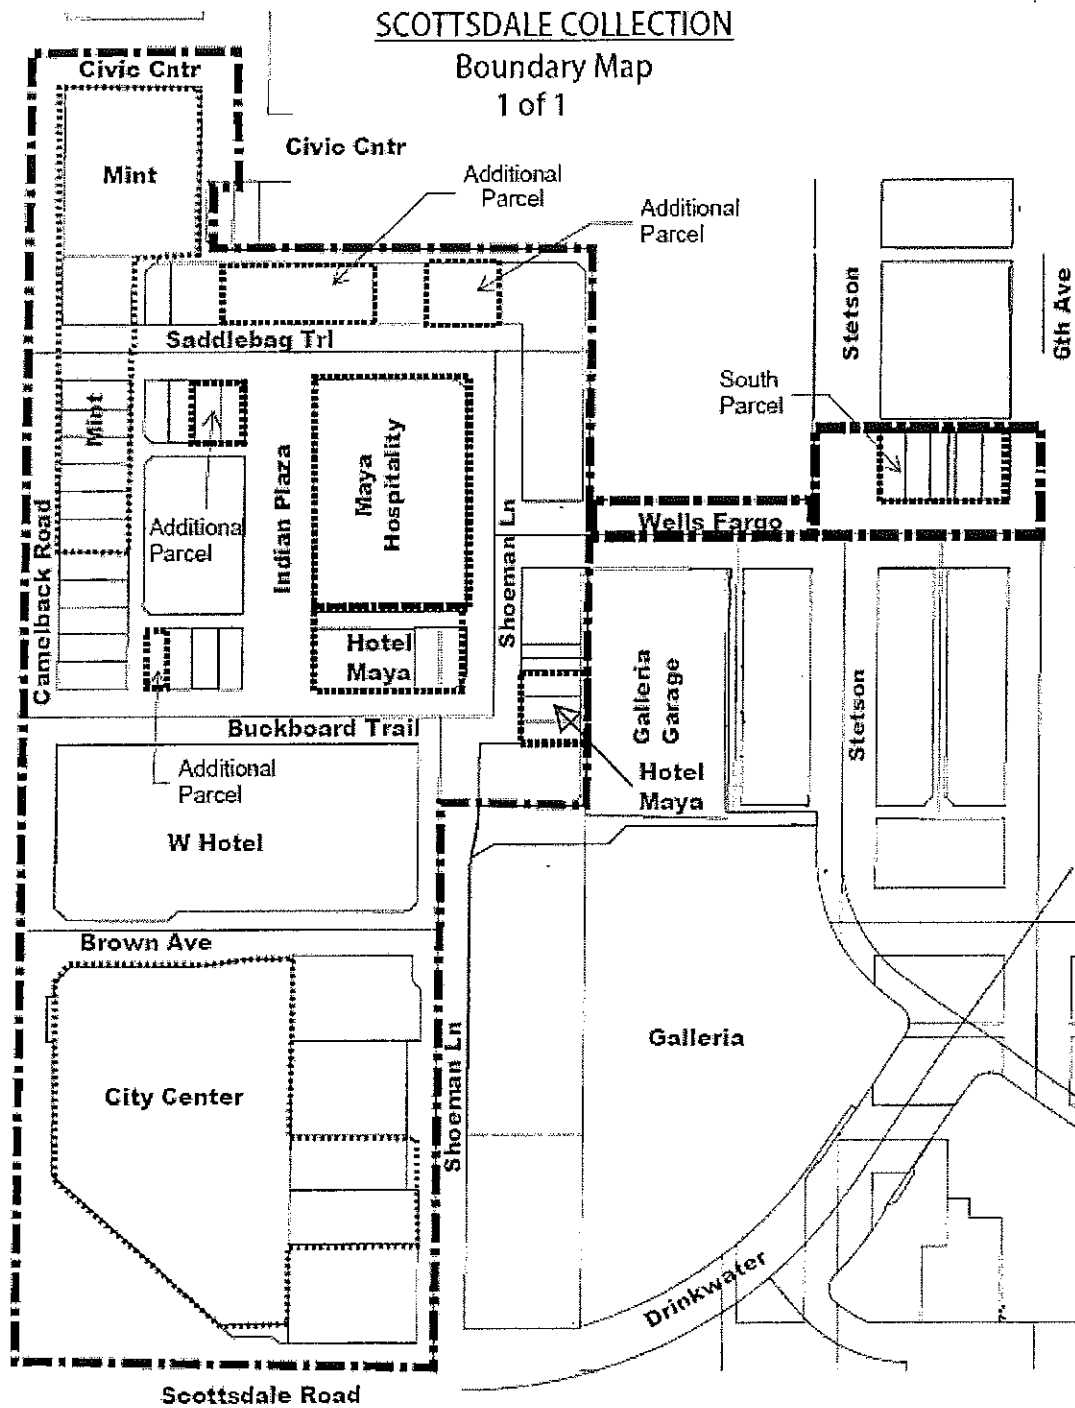 SCOTTSDALE COLLECTION
Boundary Map
1 of 1
Civic Cntr
Civic Cntr
Mint
Additional
Parcel
Additional
Parcel
Stetson
6th Ave
Saddlebag Trl
South
Parcel
Mint
Maya
Hospitality
Indian Plaza
Additional
Parcel
Camelback Road
Shoeman Ln
Wells Fargo
Hotel
Maya
Galleria
Garage
Stetson
Buckboard Trail
Additional
Parcel
Hotel
Maya
W Hotel
Brown Ave
Galleria
City Center
Shoeman Ln
Drinkwater
Scottsdale Road